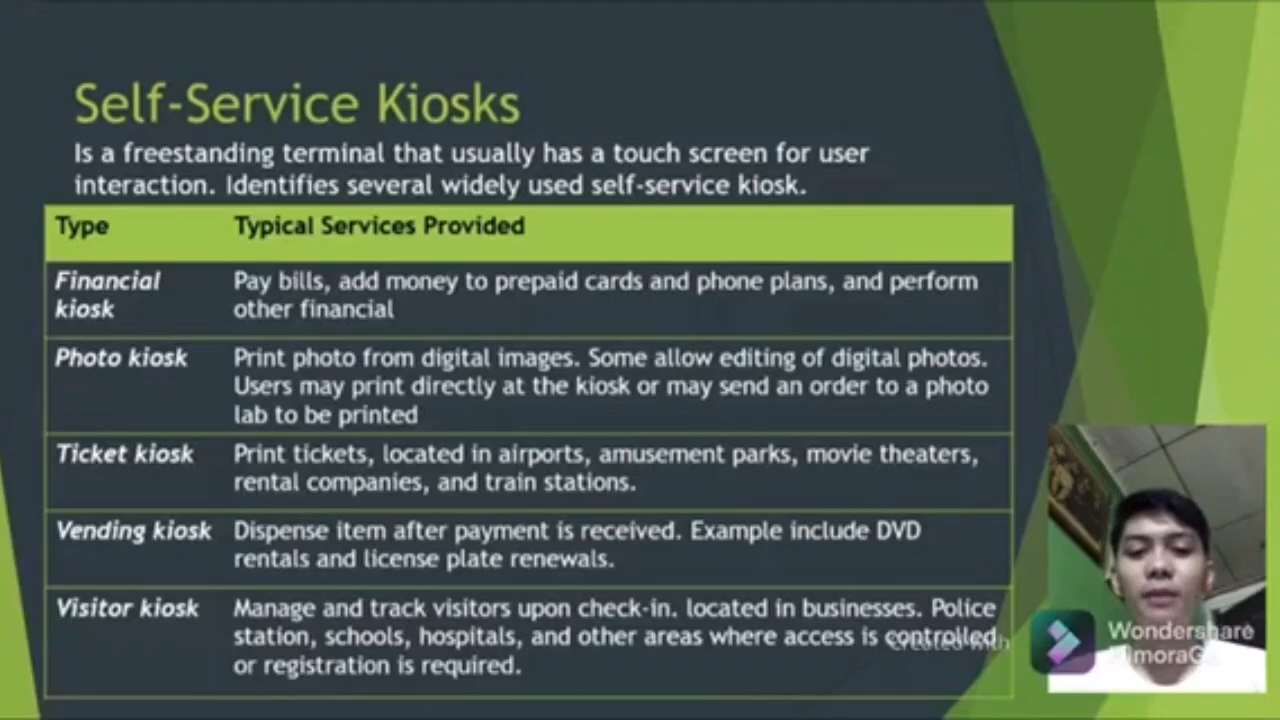 Self-Service Kiosks
Is a freestanding terminal that usually has a touch screen for user
interaction. Identifies several widely used self-service kiosk.
Type Typical Services Provided
Financial Pay bills, add money to prepaid cards and phone plans, and perform
kiosk other financial
Photo kiosk Print photo from digital images. Some allow editing of digital photos.
Users may print directly at the kiosk or may send an order to a photo
lab to be printed
Ticket kiosk Print tickets, located in airports, amusement parks, movie theaters,
rental companies, and train stations.
Vending kiosk Dispense item after payment is received. Example include DVD
rentals and license plate renewals.
Visitor kiosk Manage and track visitors upon check-in. located in businesses. Police
station, schools, hospitals, and other areas where access is controlled
or registration is required.
Created with
Wondershare